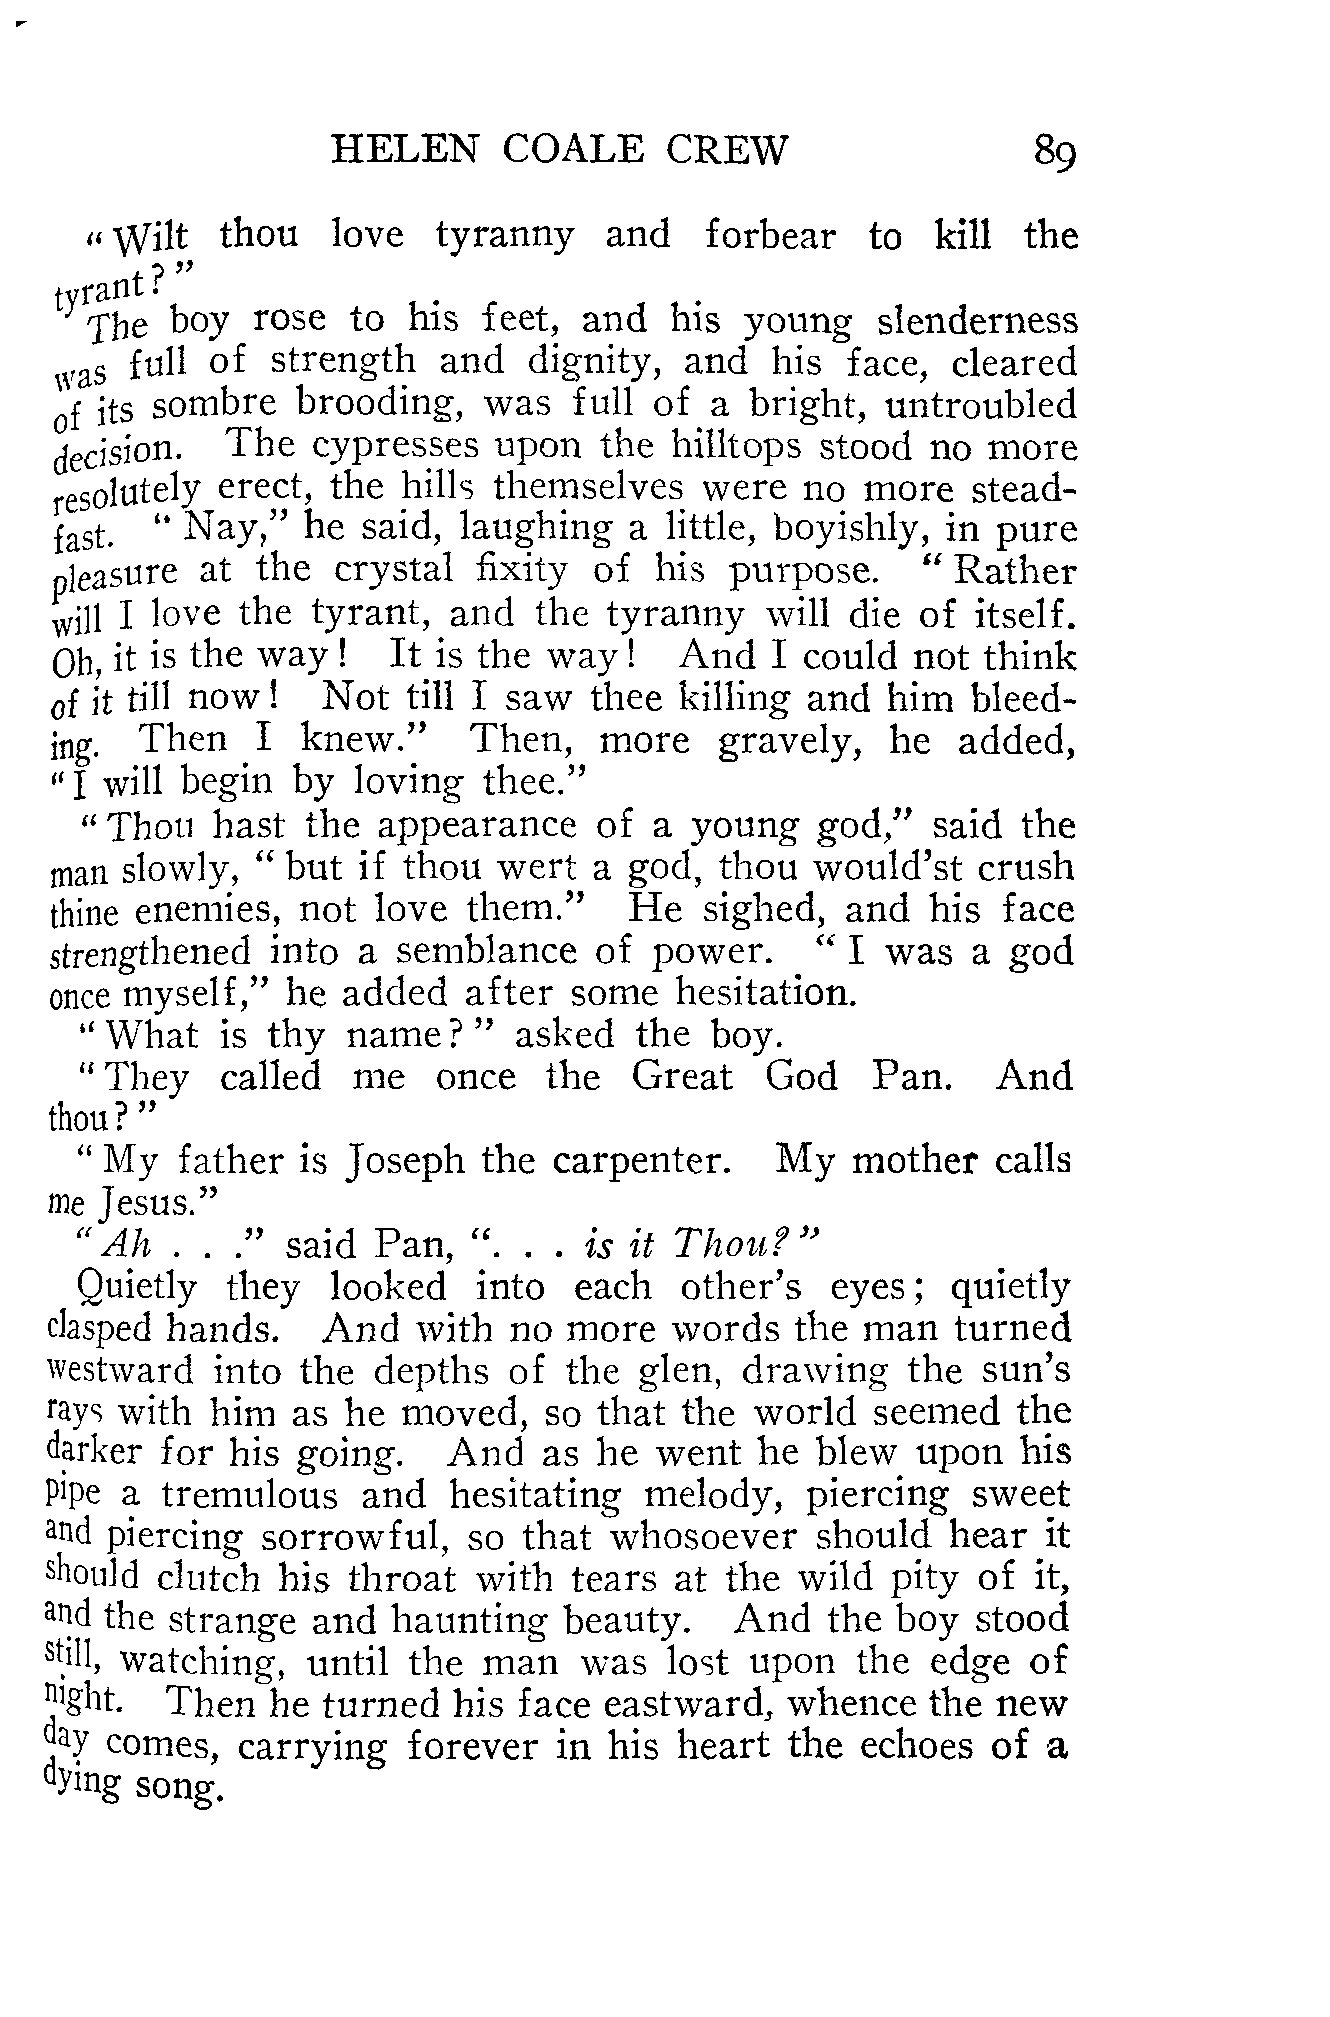 HELEN COALE CREW 89
“Wilt thou love tyranny and forbear to kill the
tyrant?”
The boy rose to his feet, and his young slenderness
was full of strength and dignity, and his face, cleared
of its sombre brooding, was full of a bright, untroubled
decision. The cypresses upon the hilltops stood no more
resolutely erect, the hills themselves were no more stead-
fast. “Nay,” he said, laughing a little, boyishly, in pure
pleasure at the crystal fixity of his purpose. “Rather
will I love the tyrant, and the tyranny will die of itself.
Oh, it is the way! It is the way! And I could not think
of it till now! Not till I saw thee killing and him bleed-
ing. Then I knew.” Then, more gravely, he added,
“I will begin by loving thee.”
“Thou hast the appearance of a young god,” said the
man slowly, “but if thou wert a god, thou would’st crush
thine enemies, not love them.” He sighed, and his face
strengthened into a semblance of power. “I was a god
once myself,” he added after some hesitation.
“What is thy name?” asked the boy.
“They called me once the Great God Pan. And
thou?”
“My father is Joseph the carpenter. My mother calls
me Jesus.”
“Ah . . .” said Pan, “. . . is it Thou?”
Quietly they looked into each other’s eyes; quietly
clasped hands. And with no more words the man turned
westward into the depths of the glen, drawing the sun’s
rays with him as he moved, so that the world seemed the
darker for his going. And as he went he blew upon his
pipe a tremulous and hesitating melody, piercing sweet
and piercing sorrowful, so that whosoever should hear it
should clutch his throat with tears at the wild pity of it,
and the strange and haunting beauty. And the boy stood
still, watching, until the man was lost upon the edge of
night. Then he turned his face eastward, whence the new
day comes, carrying forever in his heart the echoes of a
dying song.